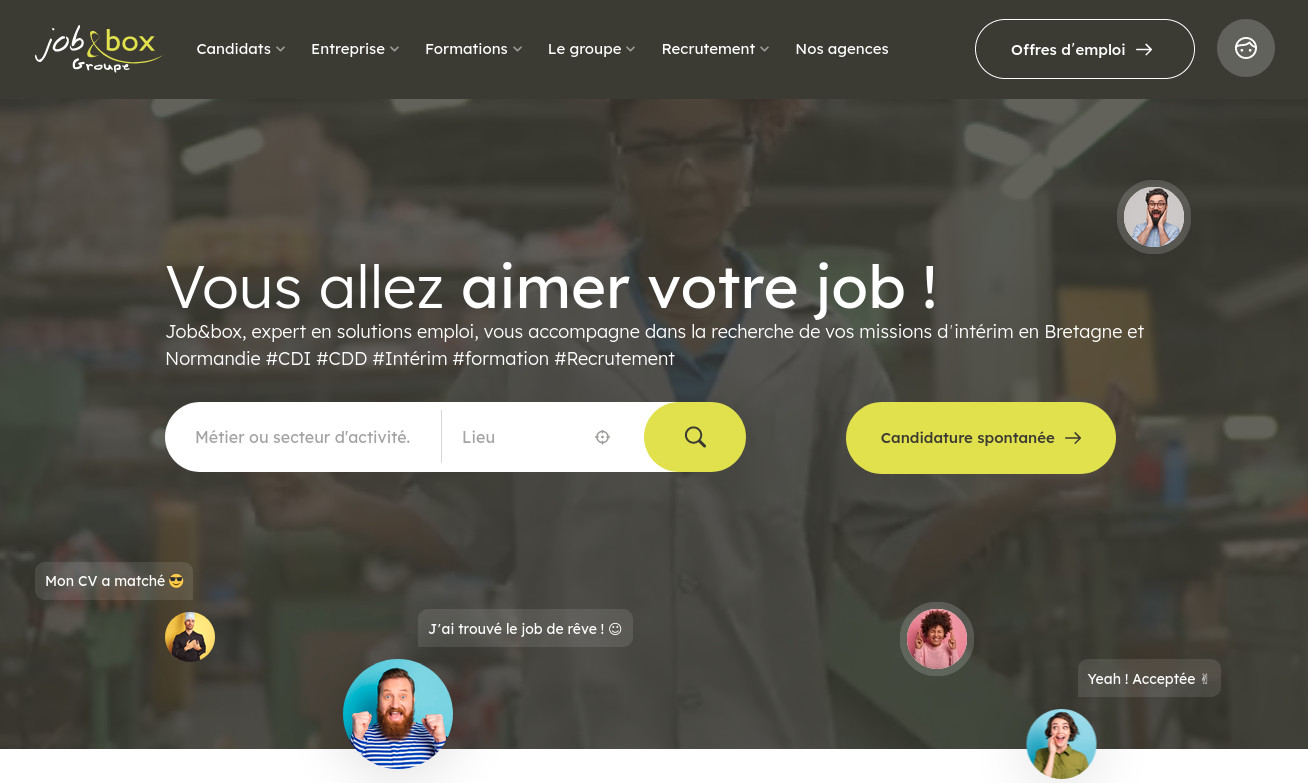 job&box
Groupe
Candidats
Entreprise
Formations
Le groupe
Recrutement
Nos agences
Offres d'emploi
Vous allez aimer votre job !
Job&box, expert en solutions emploi, vous accompagne dans la recherche de vos missions d'intérim en Bretagne et
Normandie #CDI #CDD #Intérim #formation #Recrutement
Métier ou secteur d'activité.
Lieu
Candidature spontanée
Mon CV a matché 😎
J'ai trouvé le job de rêve ! ☺
Yeah ! Acceptée ✌